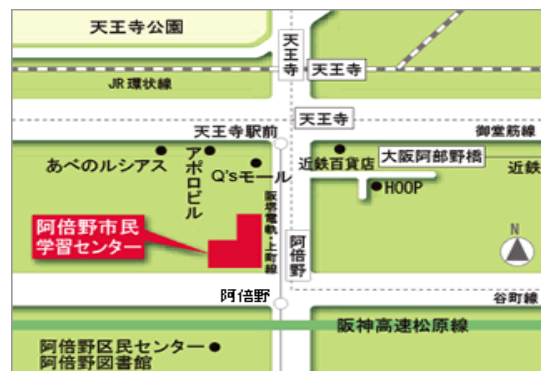 天王寺公園
天王寺
天王寺
JR環状線
天王寺
天王寺駅前
御堂筋線
あべのルシアス
アポロビル
Q'sモール
近鉄百貨店
大阪阿部野橋
近鉄
HOOP
阪堺電軌・上町線
阿倍野市民
学習センター
阿倍野
N
阿倍野
谷町線
阪神高速松原線
阿倍野区民センター
阿倍野図書館